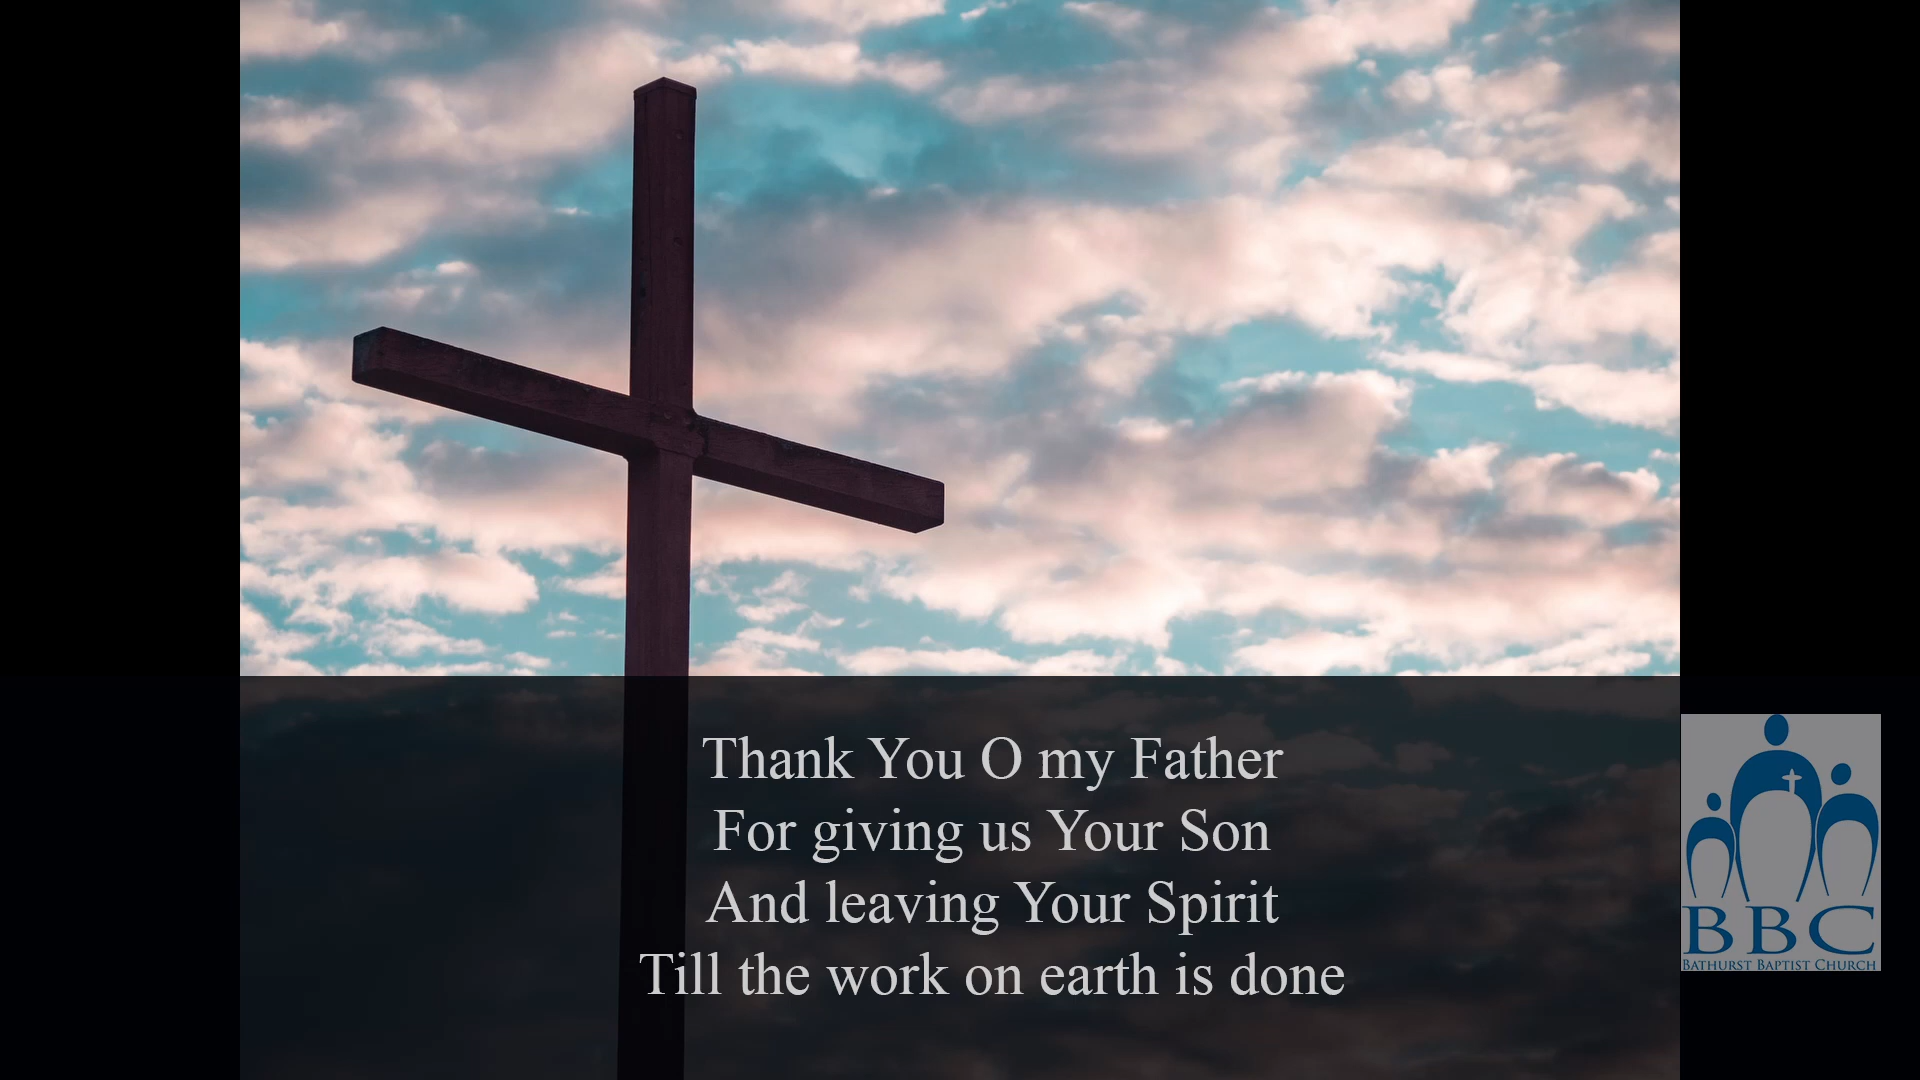 Thank You O my Father
For giving us Your Son
And leaving Your Spirit
Till the work on earth is done
BBC
BATHURST BAPTIST CHURCH